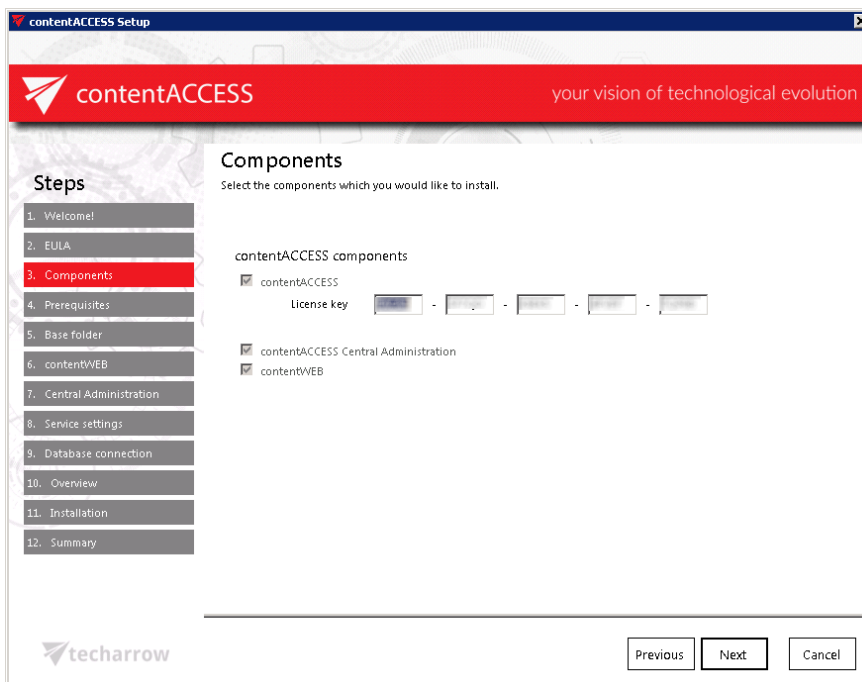 contentACCESS Setup
contentACCESS
your vision of technological evolution
Steps
1. Welcome!
2. EULA
3. Components
4. Prerequisites
5. Base folder
6. contentWEB
7. Central Administration
8. Service settings
9. Database connection
10. Overview
11. Installation
12. Summary
Components
Select the components which you would like to install.
contentACCESS components
contentACCESS
License key - - - -
contentACCESS Central Administration
contentWEB
techarrow
Previous Next Cancel